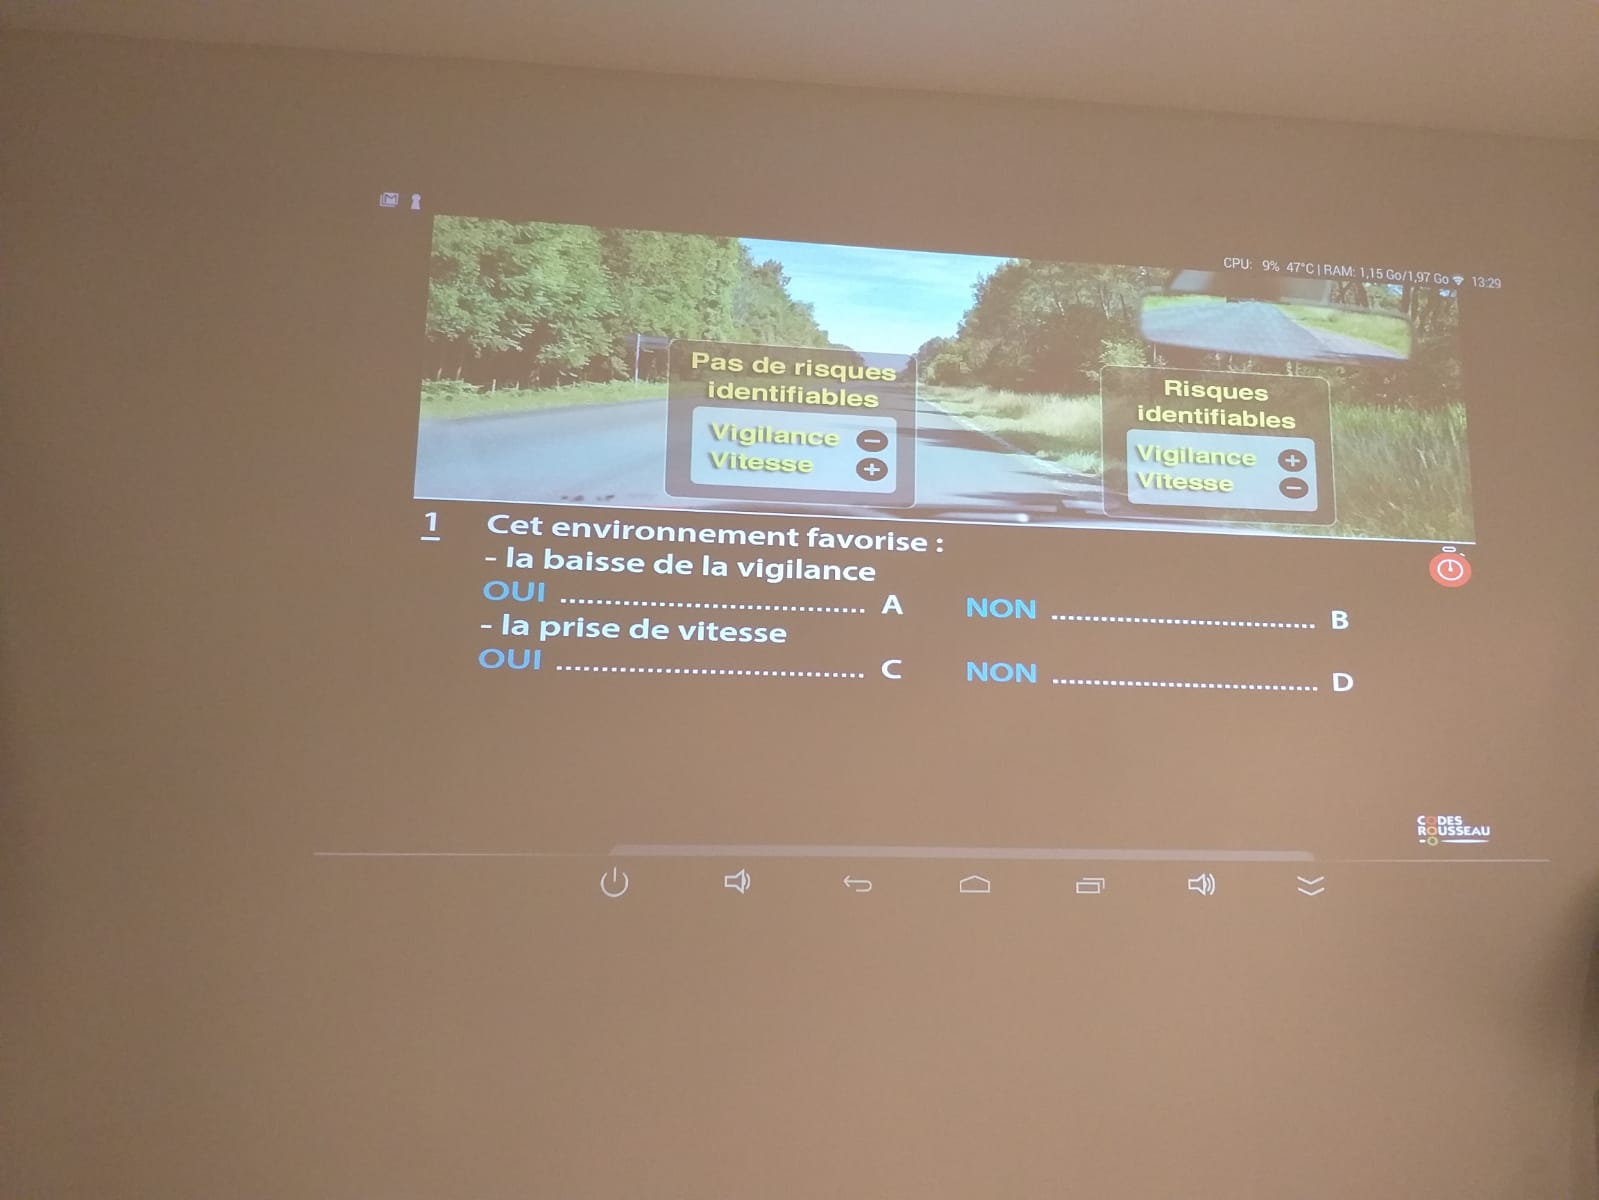 CPU: 9% 47°C | RAM: 1,15 Go/1,97 Go 13:29
Pas de risques
identifiables
Vigilance -
Vitesse +
Risques
identifiables
Vigilance +
Vitesse -
1 Cet environnement favorise :
- la baisse de la vigilance
OUI .................................. A NON .............................. B
- la prise de vitesse
OUI .................................. C NON .............................. D
CODES
ROUSSEAU